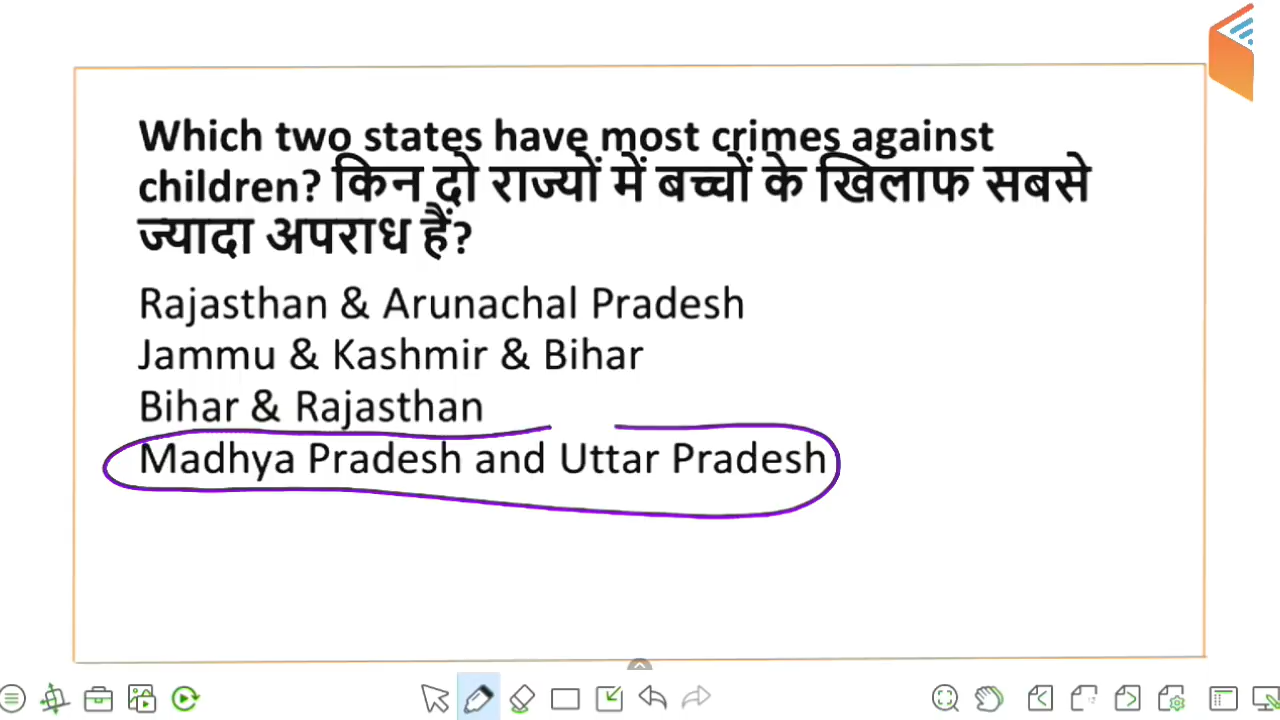 Which two states have most crimes against
children? किन दो राज्यों में बच्चों के खिलाफ सबसे
ज्यादा अपराध हैं?
Rajasthan & Arunachal Pradesh
Jammu & Kashmir & Bihar
Bihar & Rajasthan
Madhya Pradesh and Uttar Pradesh